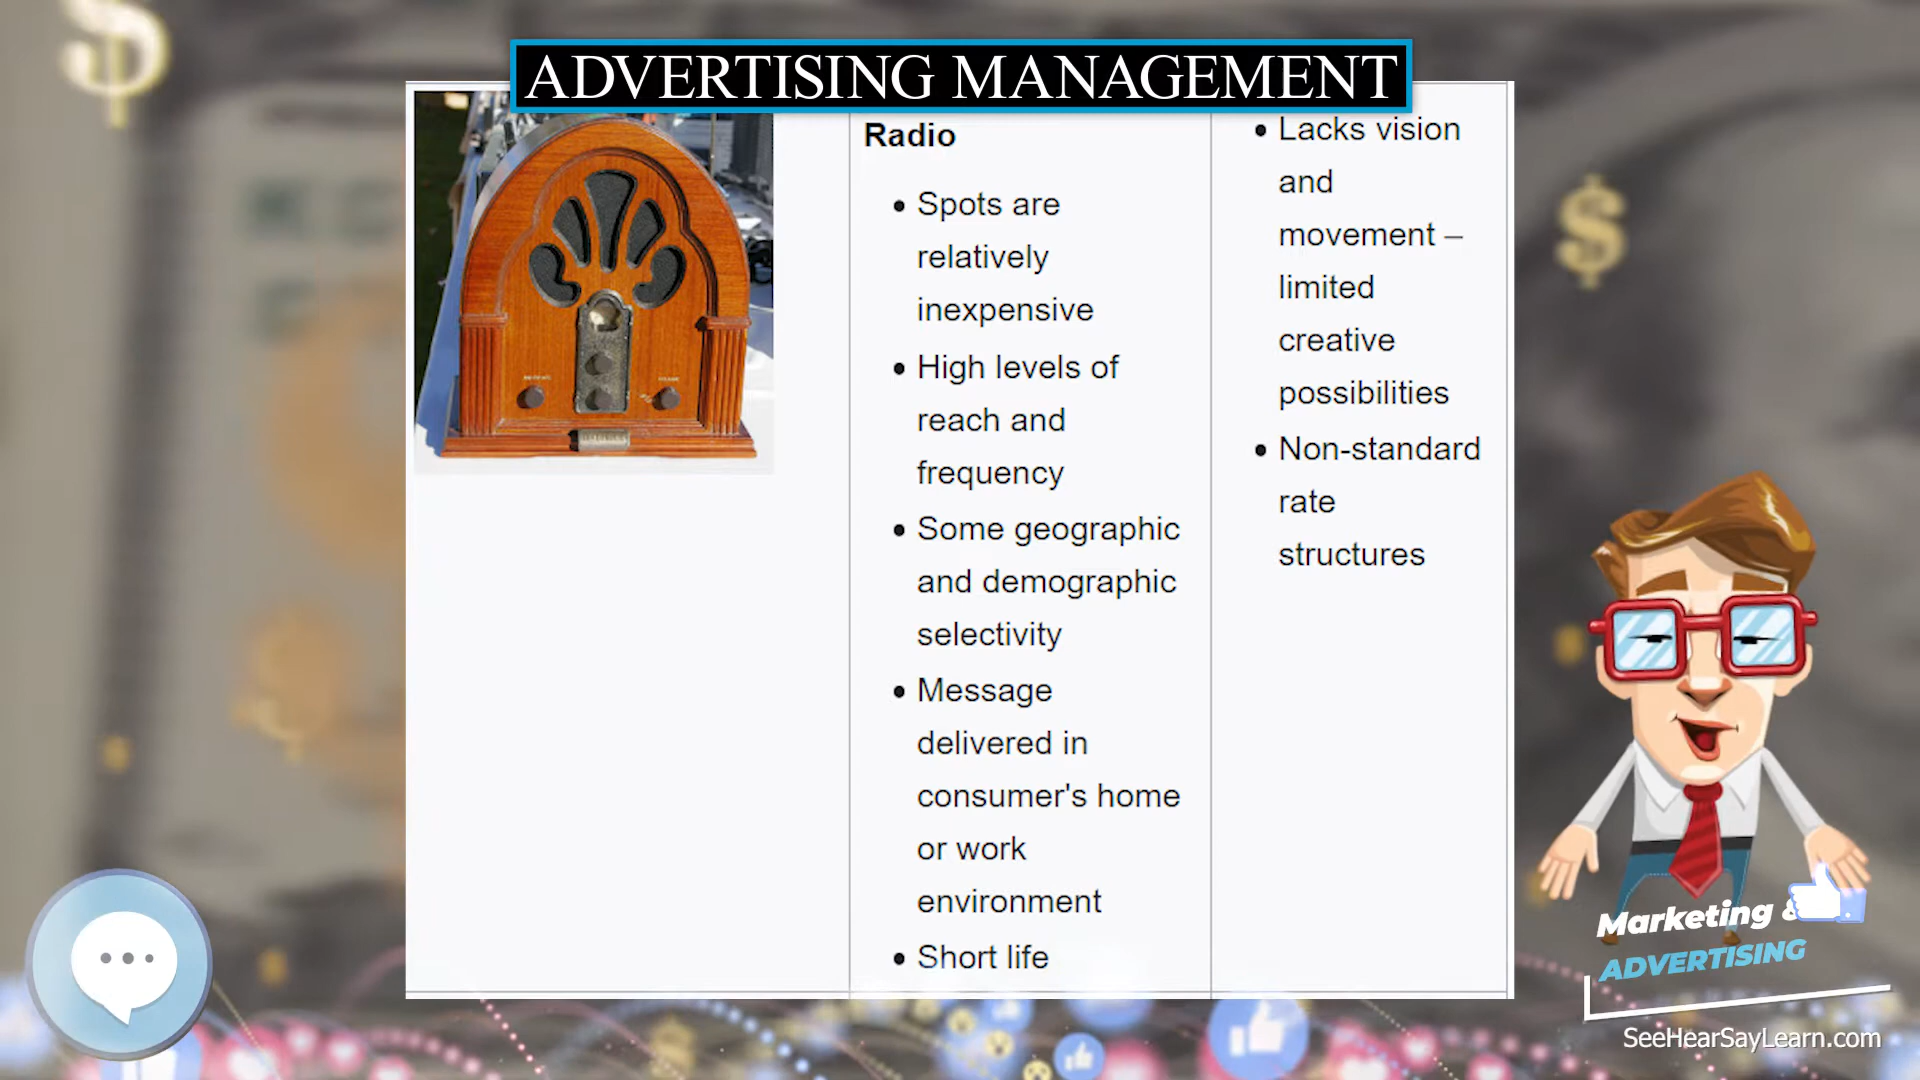 ADVERTISING MANAGEMENT
Radio
• Spots are
relatively
inexpensive
• High levels of
reach and
frequency
• Some geographic
and demographic
selectivity
• Message
delivered in
consumer's home
or work
environment
• Short life
• Lacks vision
and
movement –
limited
creative
possibilities
• Non-standard
rate
structures
Marketing &
ADVERTISING
SeeHearSayLearn.com